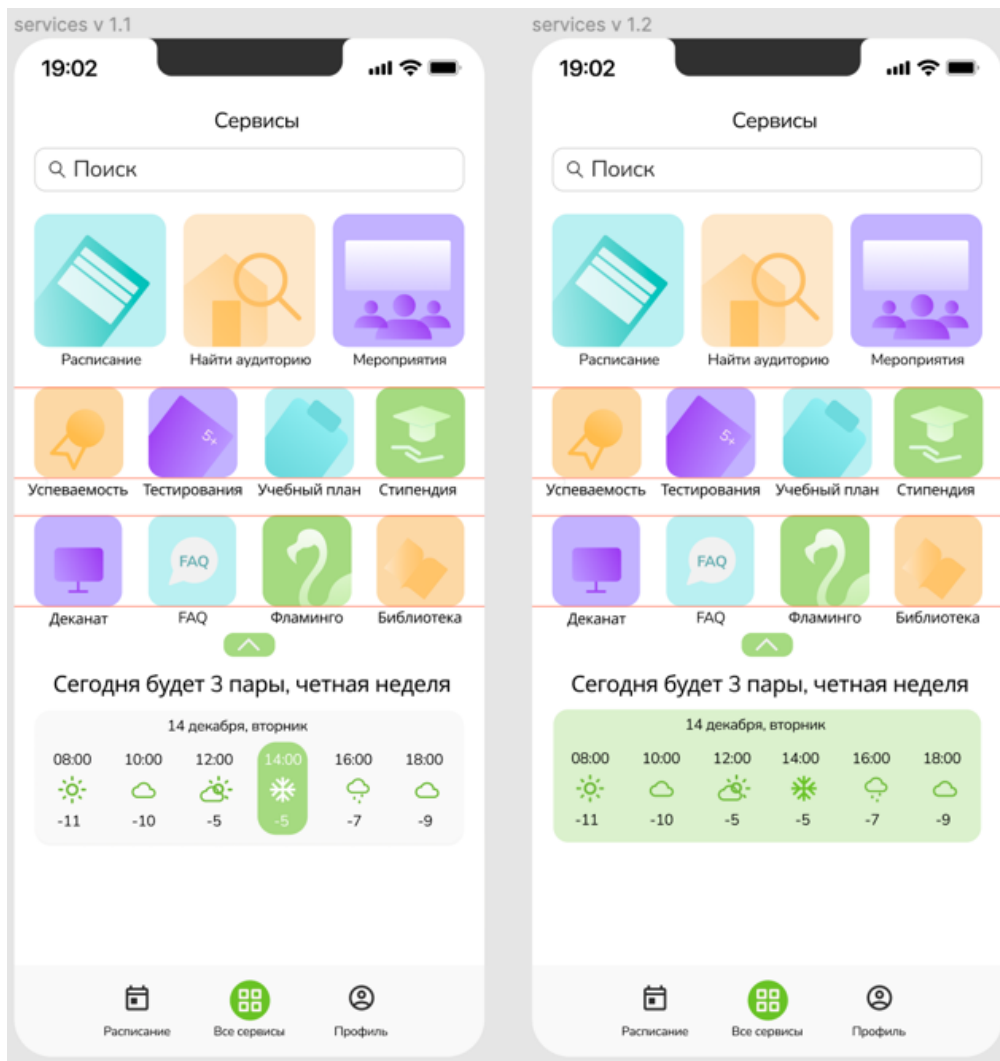 services v 1.1
19:02
Сервисы
Поиск
Расписание Найти аудиторию Мероприятия
5+
Успеваемость Тестирования Учебный план Стипендия
FAQ
Деканат FAQ Фламинго Библиотека
Сегодня будет 3 пары, четная неделя
14 декабря, вторник
08:00 10:00 12:00 14:00 16:00 18:00
-11 -10 -5 -5 -7 -9
Расписание Все сервисы Профиль
services v 1.2
19:02
Сервисы
Поиск
Расписание Найти аудиторию Мероприятия
5+
Успеваемость Тестирования Учебный план Стипендия
FAQ
Деканат FAQ Фламинго Библиотека
Сегодня будет 3 пары, четная неделя
14 декабря, вторник
08:00 10:00 12:00 14:00 16:00 18:00
-11 -10 -5 -5 -7 -9
Расписание Все сервисы Профиль